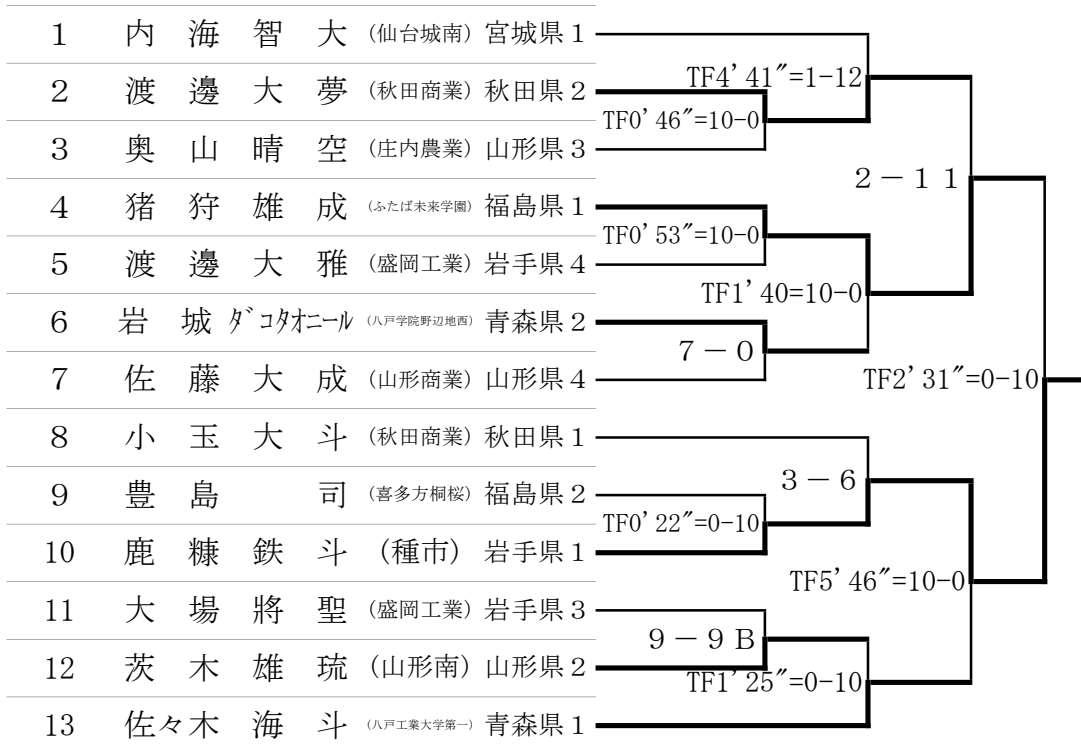 1 内 海 智 大 (仙台城南) 宮城県 1
TF4' 41″=1-12
2 渡 邊 大 夢 (秋田商業) 秋田県 2
TF0' 46″=10-0
3 奥 山 晴 空 (庄内農業) 山形県 3
2－11
4 猪 狩 雄 成 (ふたば未来学園) 福島県 1
TF0' 53″=10-0
5 渡 邊 大 雅 (盛岡工業) 岩手県 4
TF1' 40=10-0
6 岩 城 ﾀﾞｺﾀｵﾆｰﾙ (八戸学院野辺地西) 青森県 2
7－0
7 佐 藤 大 成 (山形商業) 山形県 4
TF2' 31″=0-10
8 小 玉 大 斗 (秋田商業) 秋田県 1
3－6
9 豊 島 司 (喜多方桐桜) 福島県 2
TF0' 22″=0-10
10 鹿 糠 鉄 斗 (種市) 岩手県 1
TF5' 46″=10-0
11 大 場 將 聖 (盛岡工業) 岩手県 3
9－9 B
12 茨 木 雄 琉 (山形南) 山形県 2
TF1' 25″=0-10
13 佐々木 海 斗 (八戸工業大学第一) 青森県 1